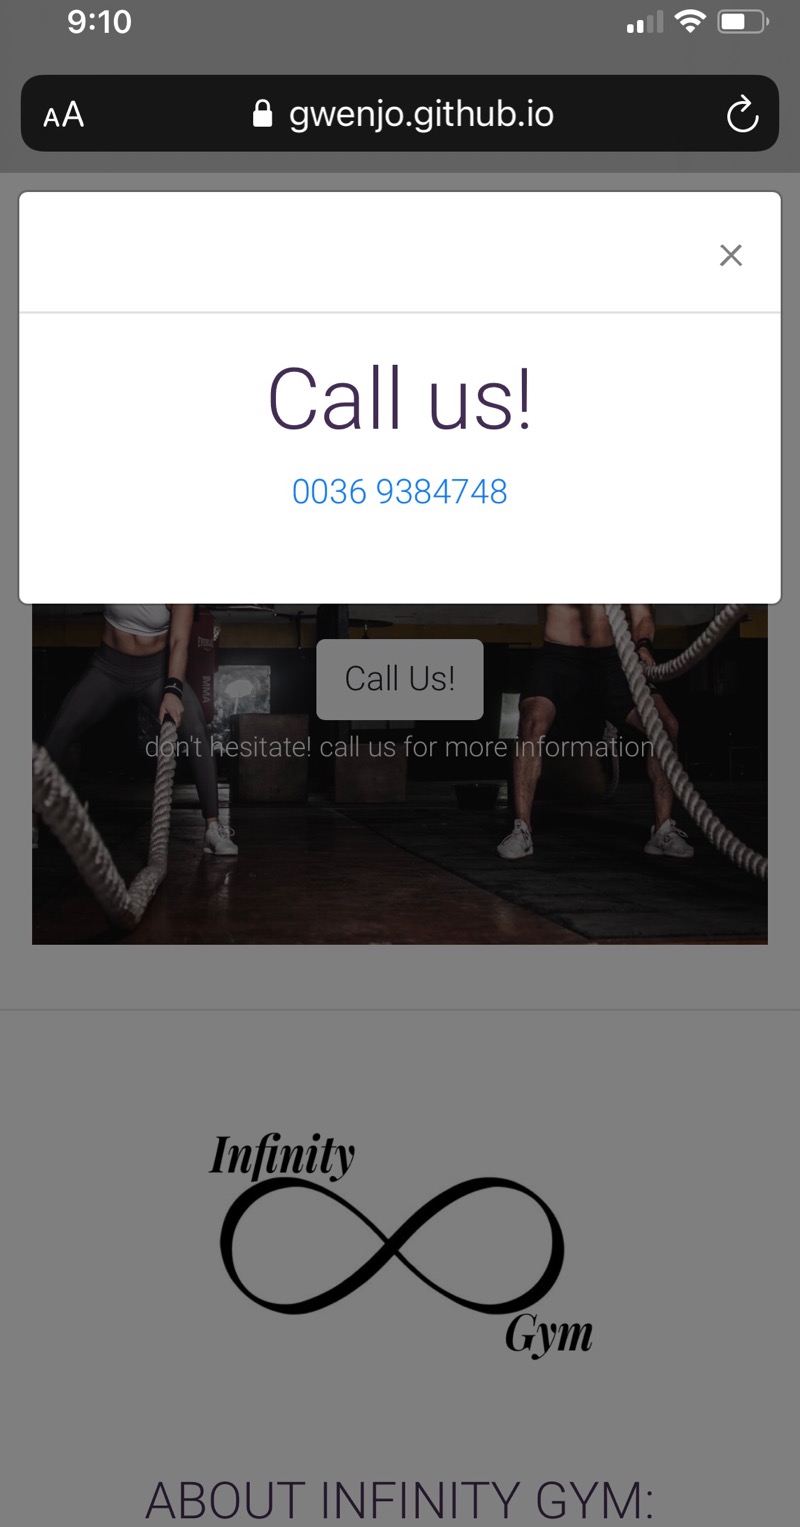 9:10
AA gwenjo.github.io
Call us!
0036 9384748
Call Us!
don't hesitate! call us for more information
Infinity
Gym
ABOUT INFINITY GYM: